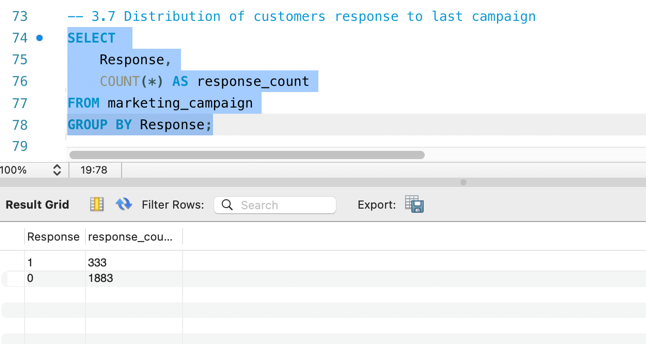 73 -- 3.7 Distribution of customers response to last campaign
74 SELECT
75 Response,
76 COUNT(*) AS response_count
77 FROM marketing_campaign
78 GROUP BY Response;
79
100% 19:78
Result Grid Filter Rows: Search Export:
Response response_cou...
1 333
0 1883